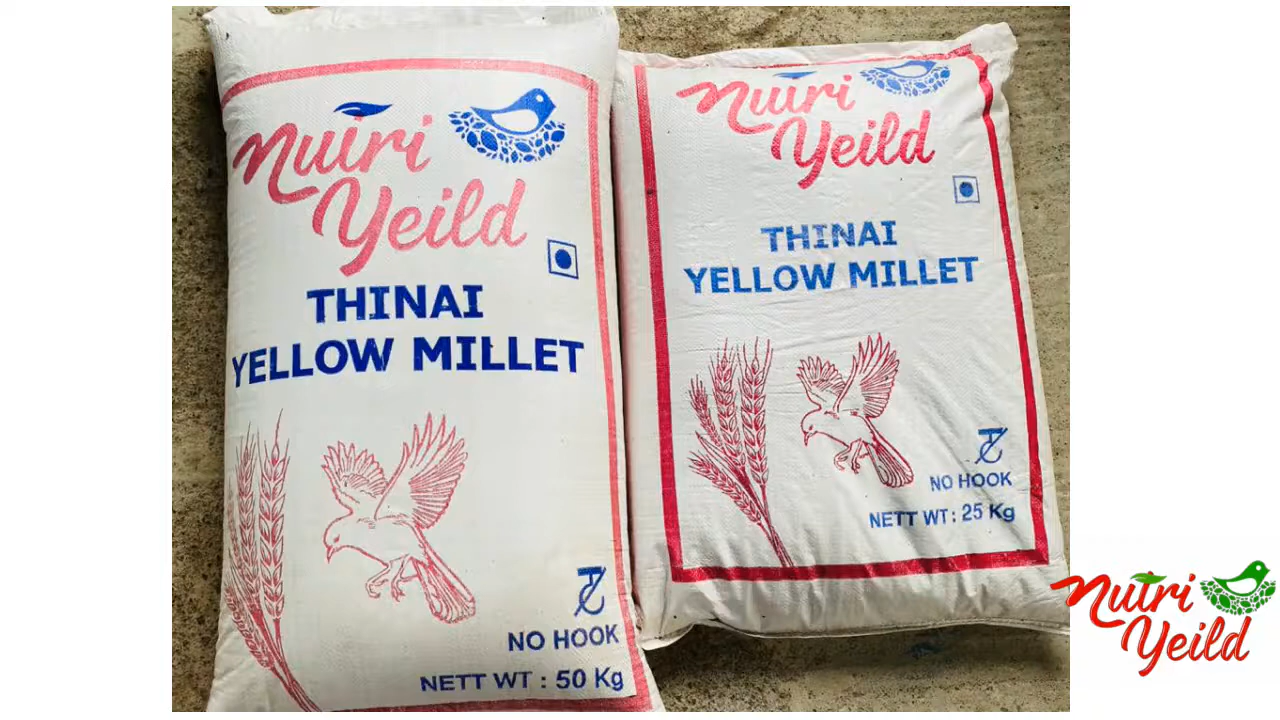 Nutri
Yeild
THINAI
YELLOW MILLET
NO HOOK
NETT WT : 50 Kg
Nutri
Yeild
THINAI
YELLOW MILLET
NO HOOK
NETT WT : 25 Kg
Nutri
Yeild